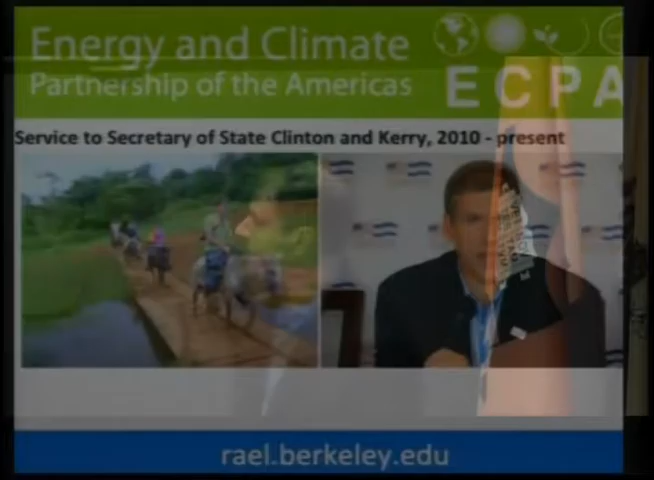 Energy and Climate
Partnership of the Americas
ECPA
Service to Secretary of State Clinton and Kerry, 2010 - present
rael.berkeley.edu